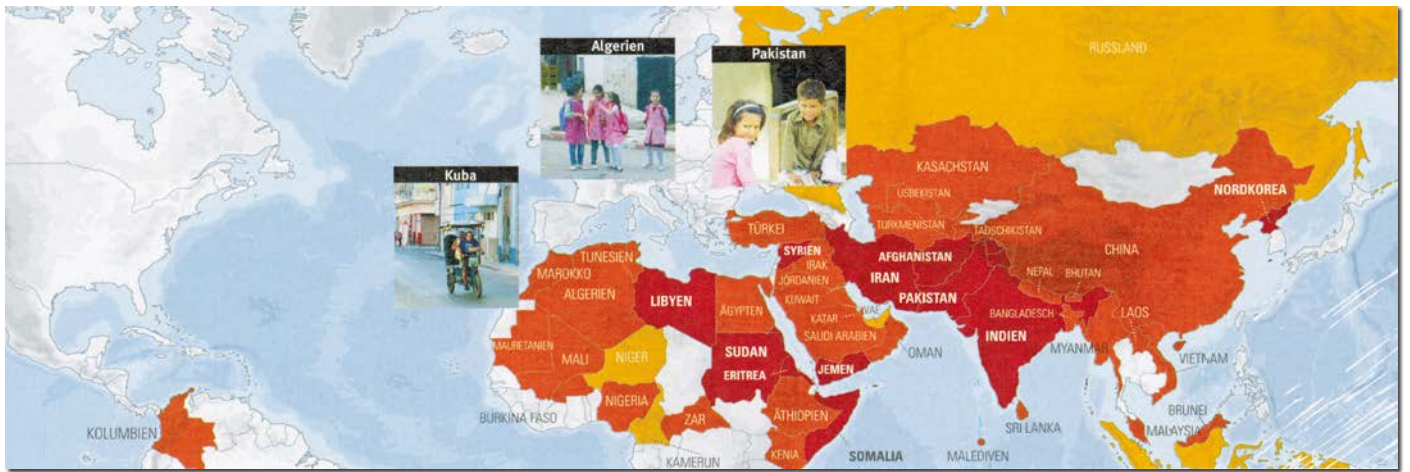 Algerien
Pakistan
Kuba
RUSSLAND
KASACHSTAN
USBEKISTAN
NORDKOREA
TÜRKEI
TURKMENISTAN
TADSCHIKISTAN
TUNESIEN
SYRIEN
AFGHANISTAN
CHINA
MAROKKO
IRAK
IRAN
NEPAL
BHUTAN
ALGERIEN
JORDANIEN
LIBYEN
KUWAIT
PAKISTAN
ÄGYPTEN
KATAR
VAE
BANGLADESCH
LAOS
SAUDI ARABIEN
INDIEN
MAURETANIEN
MALI
NIGER
SUDAN
OMAN
MYANMAR
VIETNAM
ERITREA
JEMEN
NIGERIA
BURKINA FASO
ZAR
ÄTHIOPIEN
BRUNEI
KOLUMBIEN
SRI LANKA
MALAYSIA
KAMERUN
KENIA
SOMALIA
MALEDIVEN